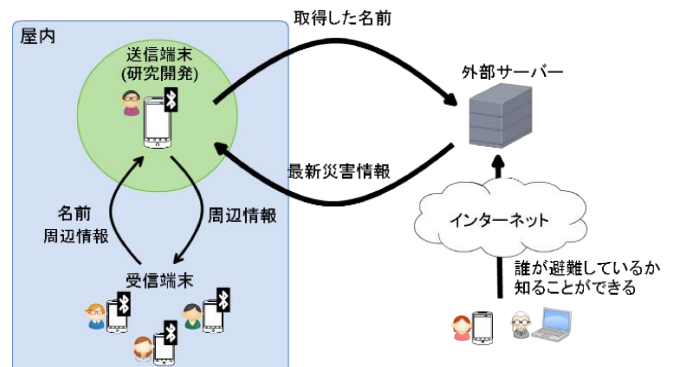 取得した名前
屋内
送信端末
(研究開発)
外部サーバー
最新災害情報
名前
周辺情報
周辺情報
インターネット
受信端末
誰が避難しているか
知ることができる